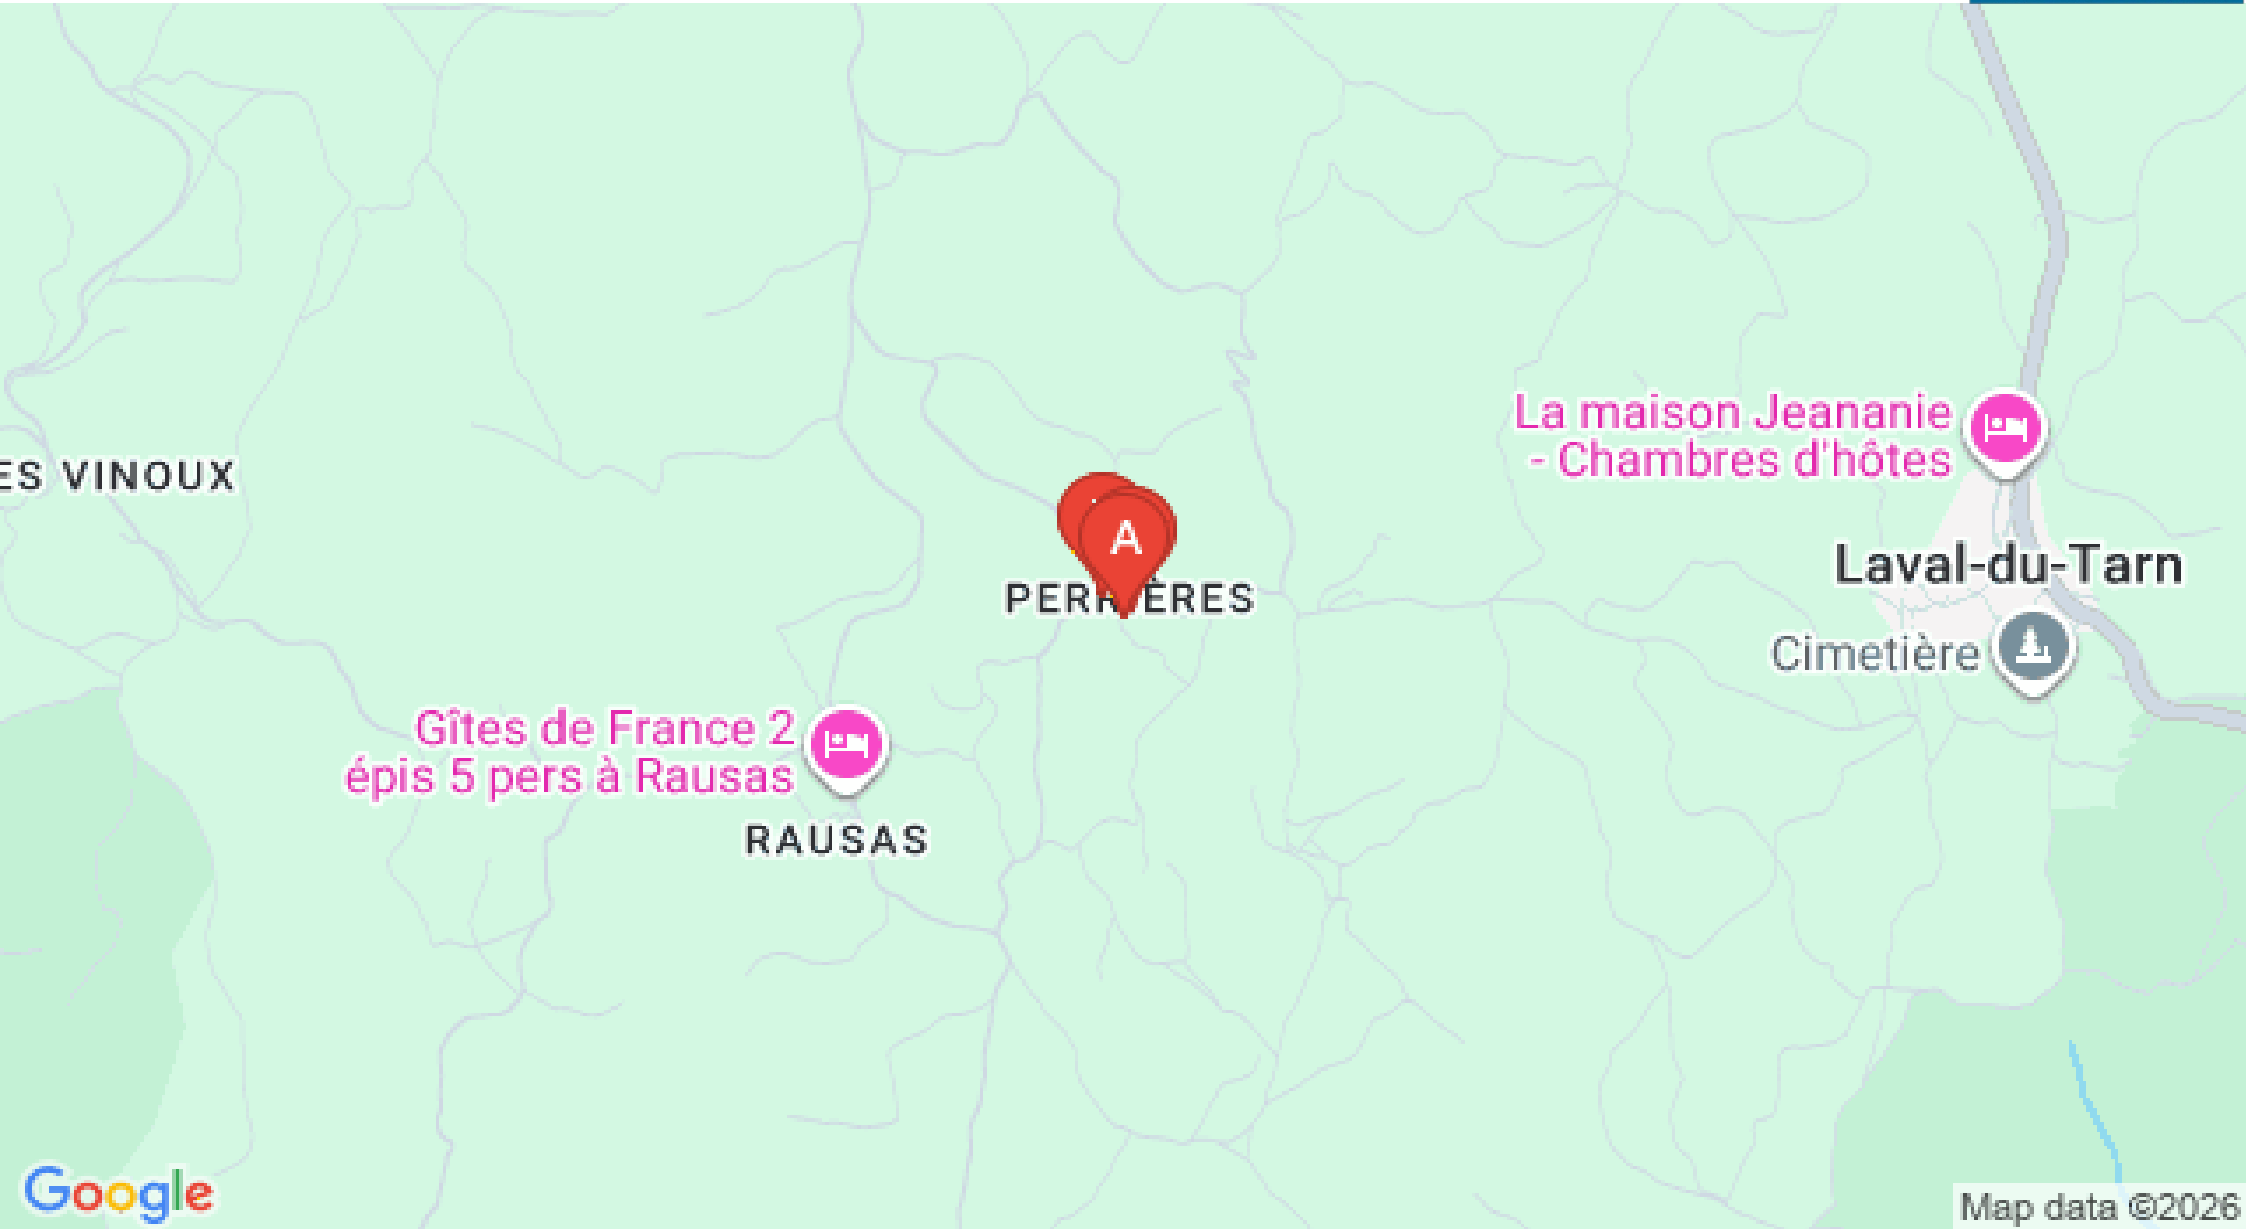 La maison Jeananie
- Chambres d'hôtes
ES VINOUX
A
PERRIÈRES
Laval-du-Tarn
Cimetière
Gîtes de France 2
épis 5 pers à Rausas
RAUSAS
Google
Map data ©2026